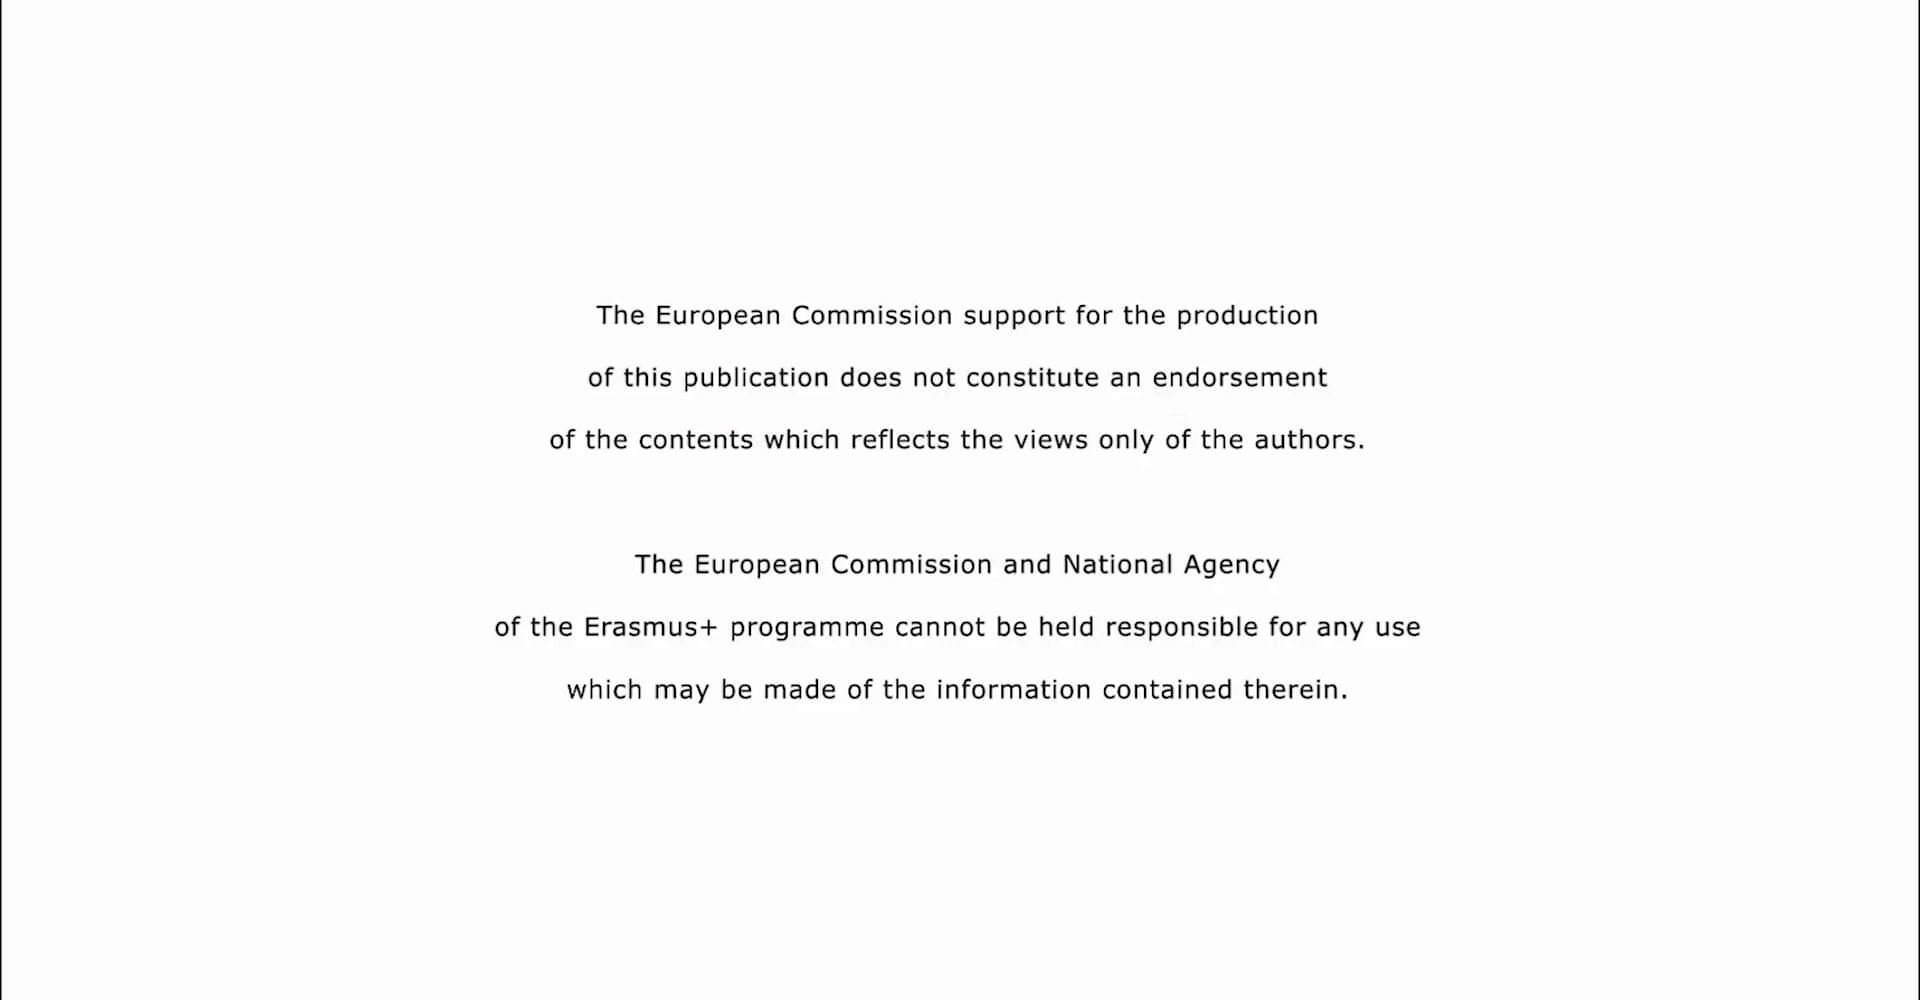 The European Commission support for the production
of this publication does not constitute an endorsement
of the contents which reflects the views only of the authors.
The European Commission and National Agency
of the Erasmus+ programme cannot be held responsible for any use
which may be made of the information contained therein.